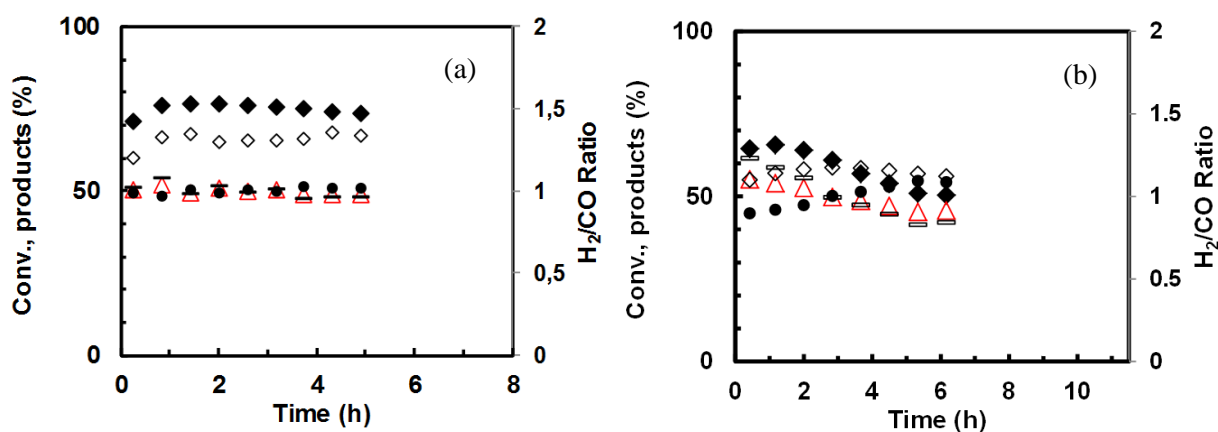 (a)
Conv., products (%)
100
50
0
2
1,5
1
0,5
0
H₂/CO Ratio
0 2 4 6 8
Time (h)
(b)
Conv., products (%)
100
50
0
2
1.5
1
0.5
0
H₂/CO Ratio
0 2 4 6 8 10
Time (h)